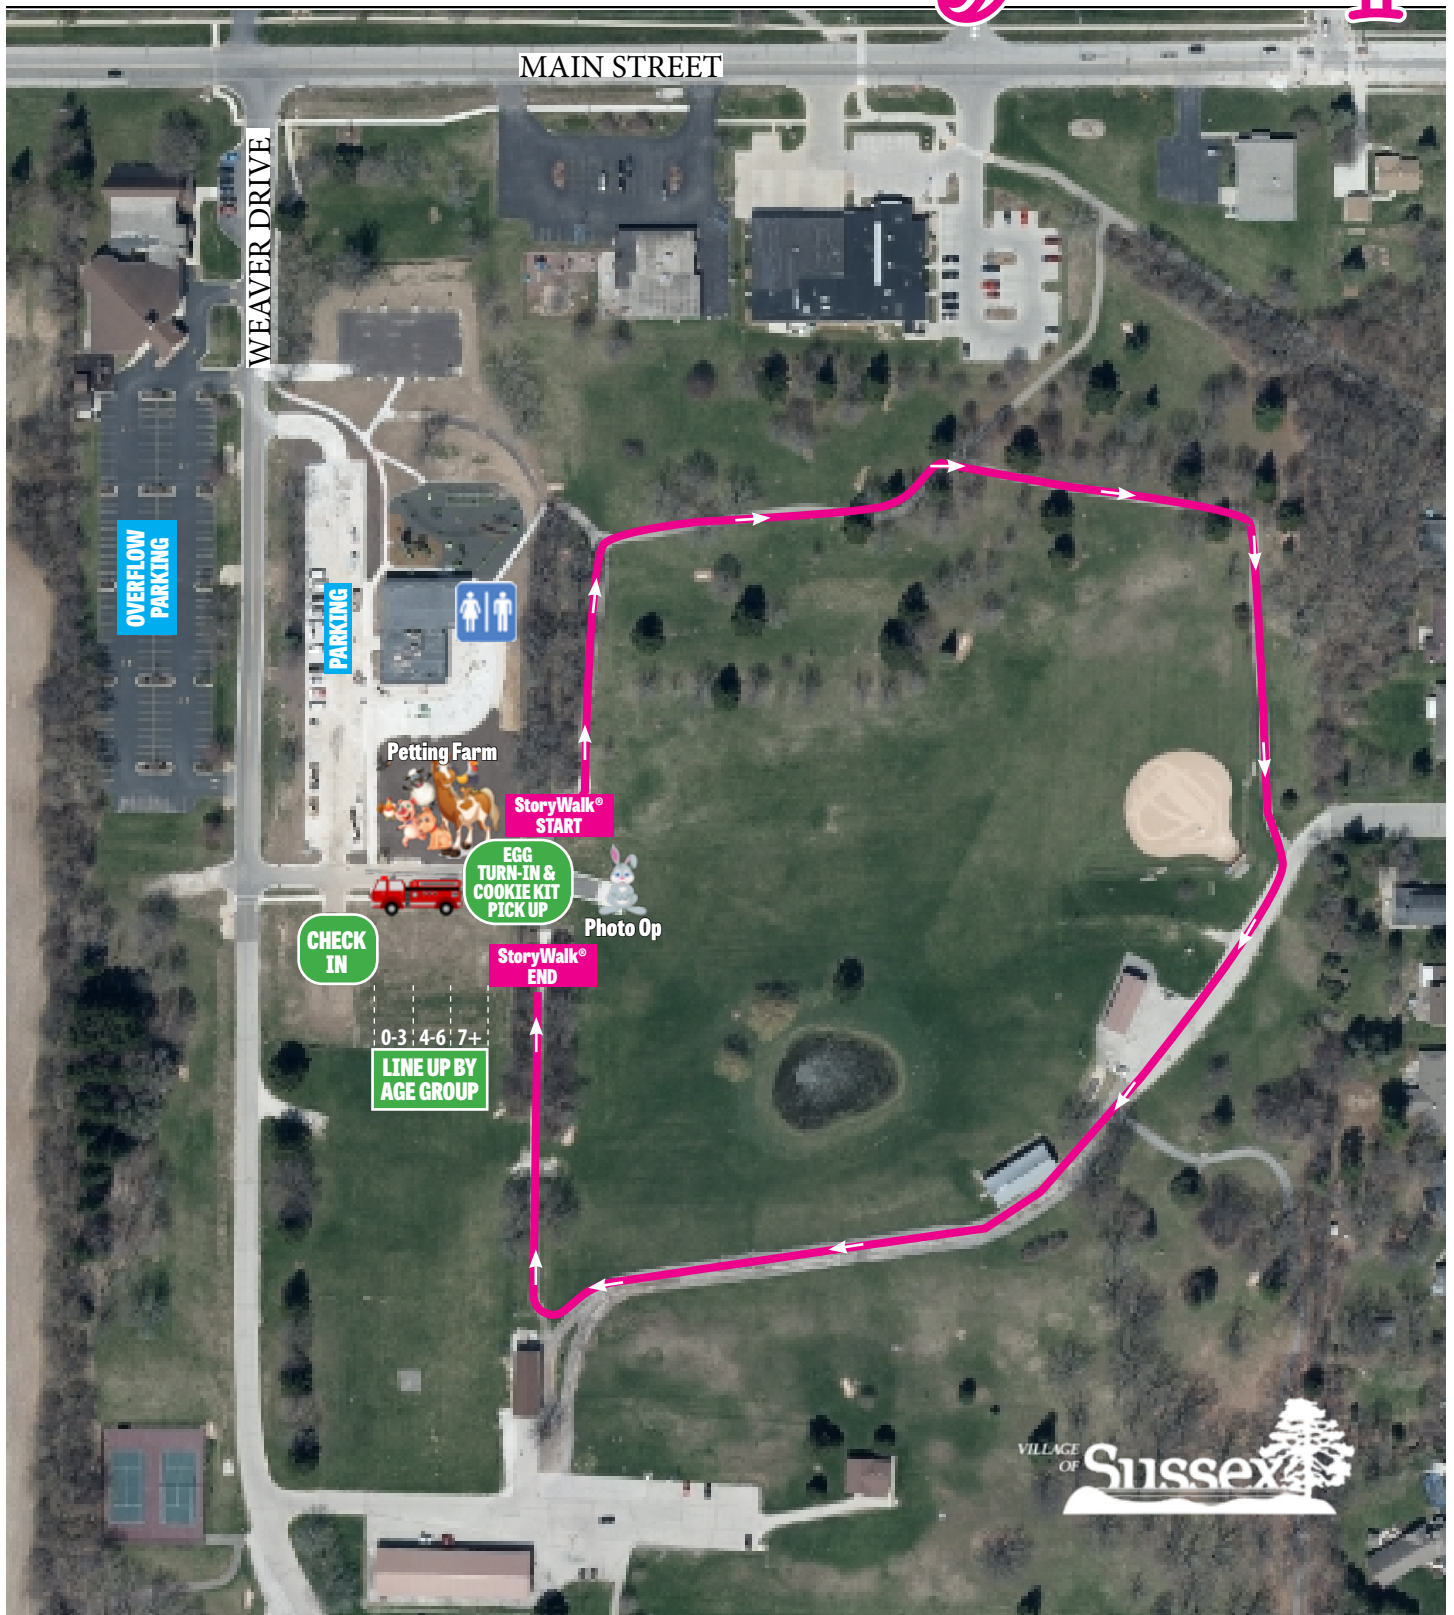 MAIN STREET
WEAVER DRIVE
OVERFLOW
PARKING
PARKING
Petting Farm
StoryWalk®
START
EGG
TURN-IN &
COOKIE KIT
PICK UP
Photo Op
CHECK
IN
StoryWalk®
END
0-3 4-6 7+
LINE UP BY
AGE GROUP
VILLAGE
OF
Sussex